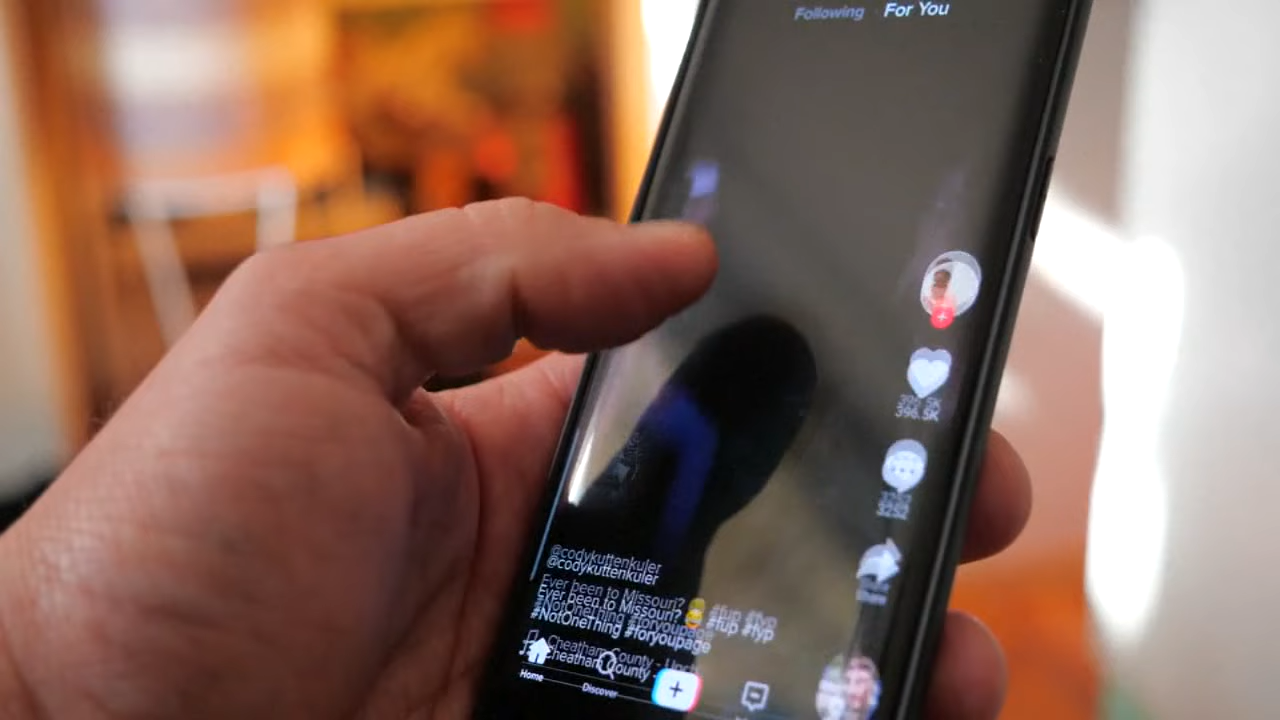 Following For You
396.5K
3252
@codykuttenkuler
Ever been to Missouri? 😂 #fup #fyp
#NotOneThing #foryoupage
Cheatham County
Home
Discover